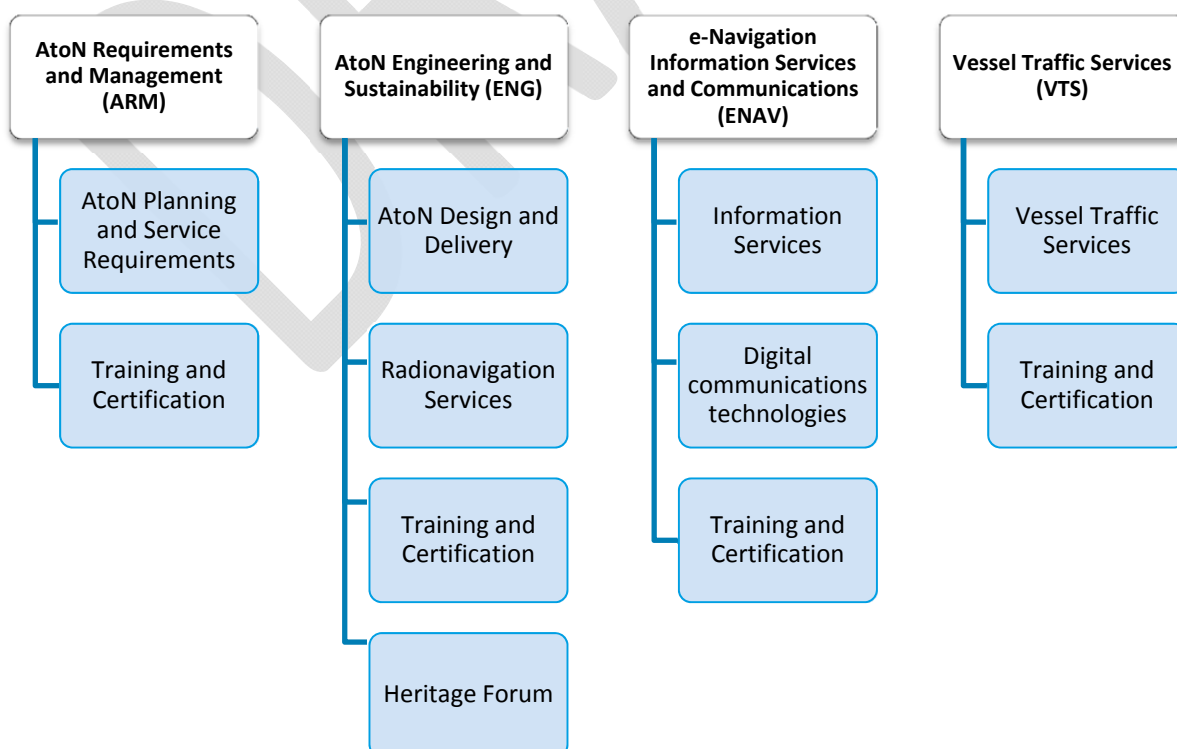 AtoN Requirements
and Management
(ARM)
AtoN Planning
and Service
Requirements
Training and
Certification
AtoN Engineering and
Sustainability (ENG)
AtoN Design and
Delivery
Radionavigation
Services
Training and
Certification
Heritage Forum
e-Navigation
Information Services
and Communications
(ENAV)
Information
Services
Digital
communications
technologies
Training and
Certification
Vessel Traffic Services
(VTS)
Vessel Traffic
Services
Training and
Certification